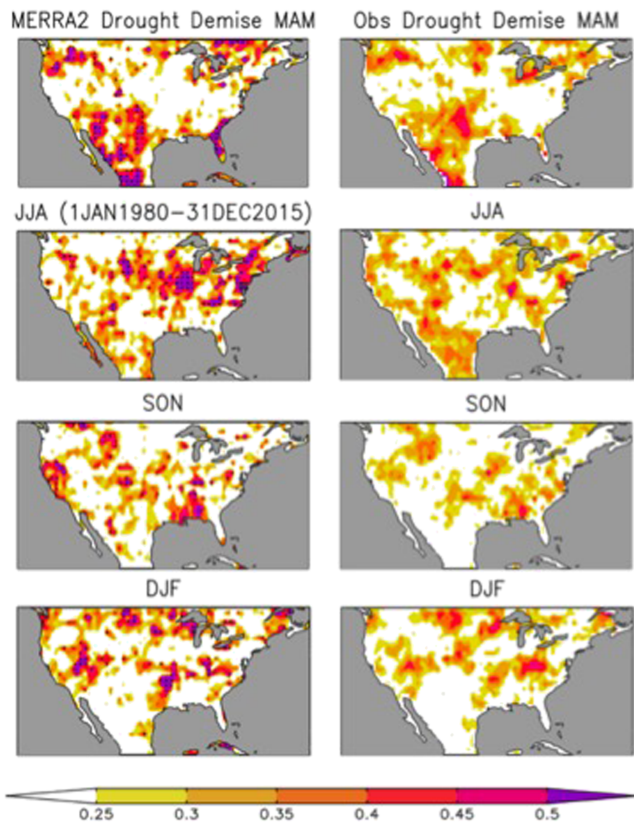 MERRA2 Drought Demise MAM
Obs Drought Demise MAM
JJA (1JAN1980-31DEC2015)
JJA
SON
SON
DJF
DJF
0.25 0.3 0.35 0.4 0.45 0.5